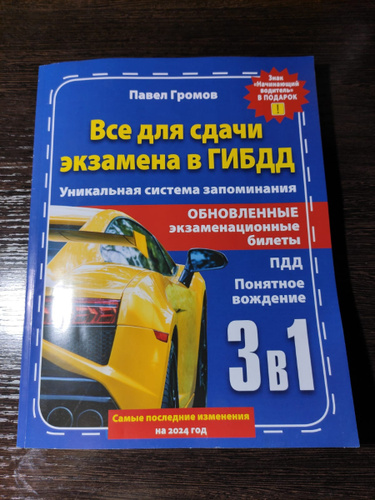 Павел Громов
Знак
«Начинающий
водитель»
В ПОДАРОК
!
Все для сдачи
экзамена в ГИБДД
Уникальная система запоминания
ОБНОВЛЕННЫЕ
экзаменационные
билеты
ПДД
Понятное
вождение
3 в 1
Самые последние изменения
на 2024 год